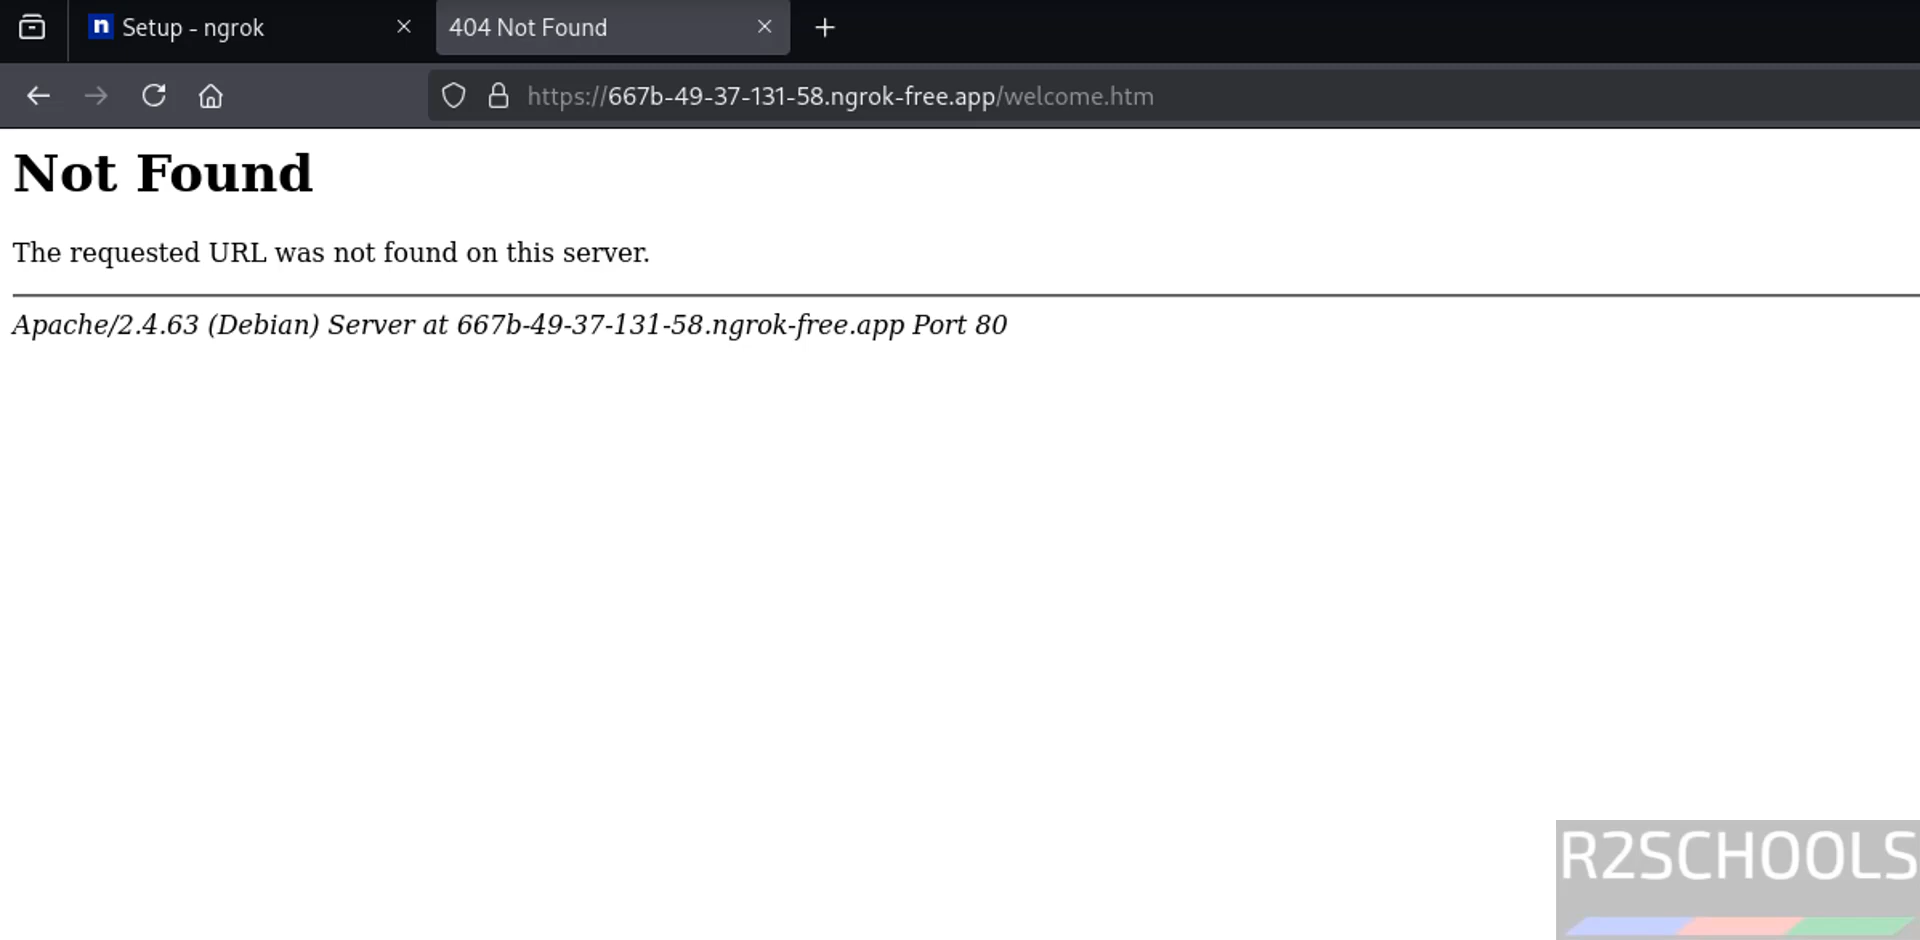 n Setup - ngrok
404 Not Found
https://667b-49-37-131-58.ngrok-free.app/welcome.htm
Not Found
The requested URL was not found on this server.
Apache/2.4.63 (Debian) Server at 667b-49-37-131-58.ngrok-free.app Port 80
R2SCHOOLS